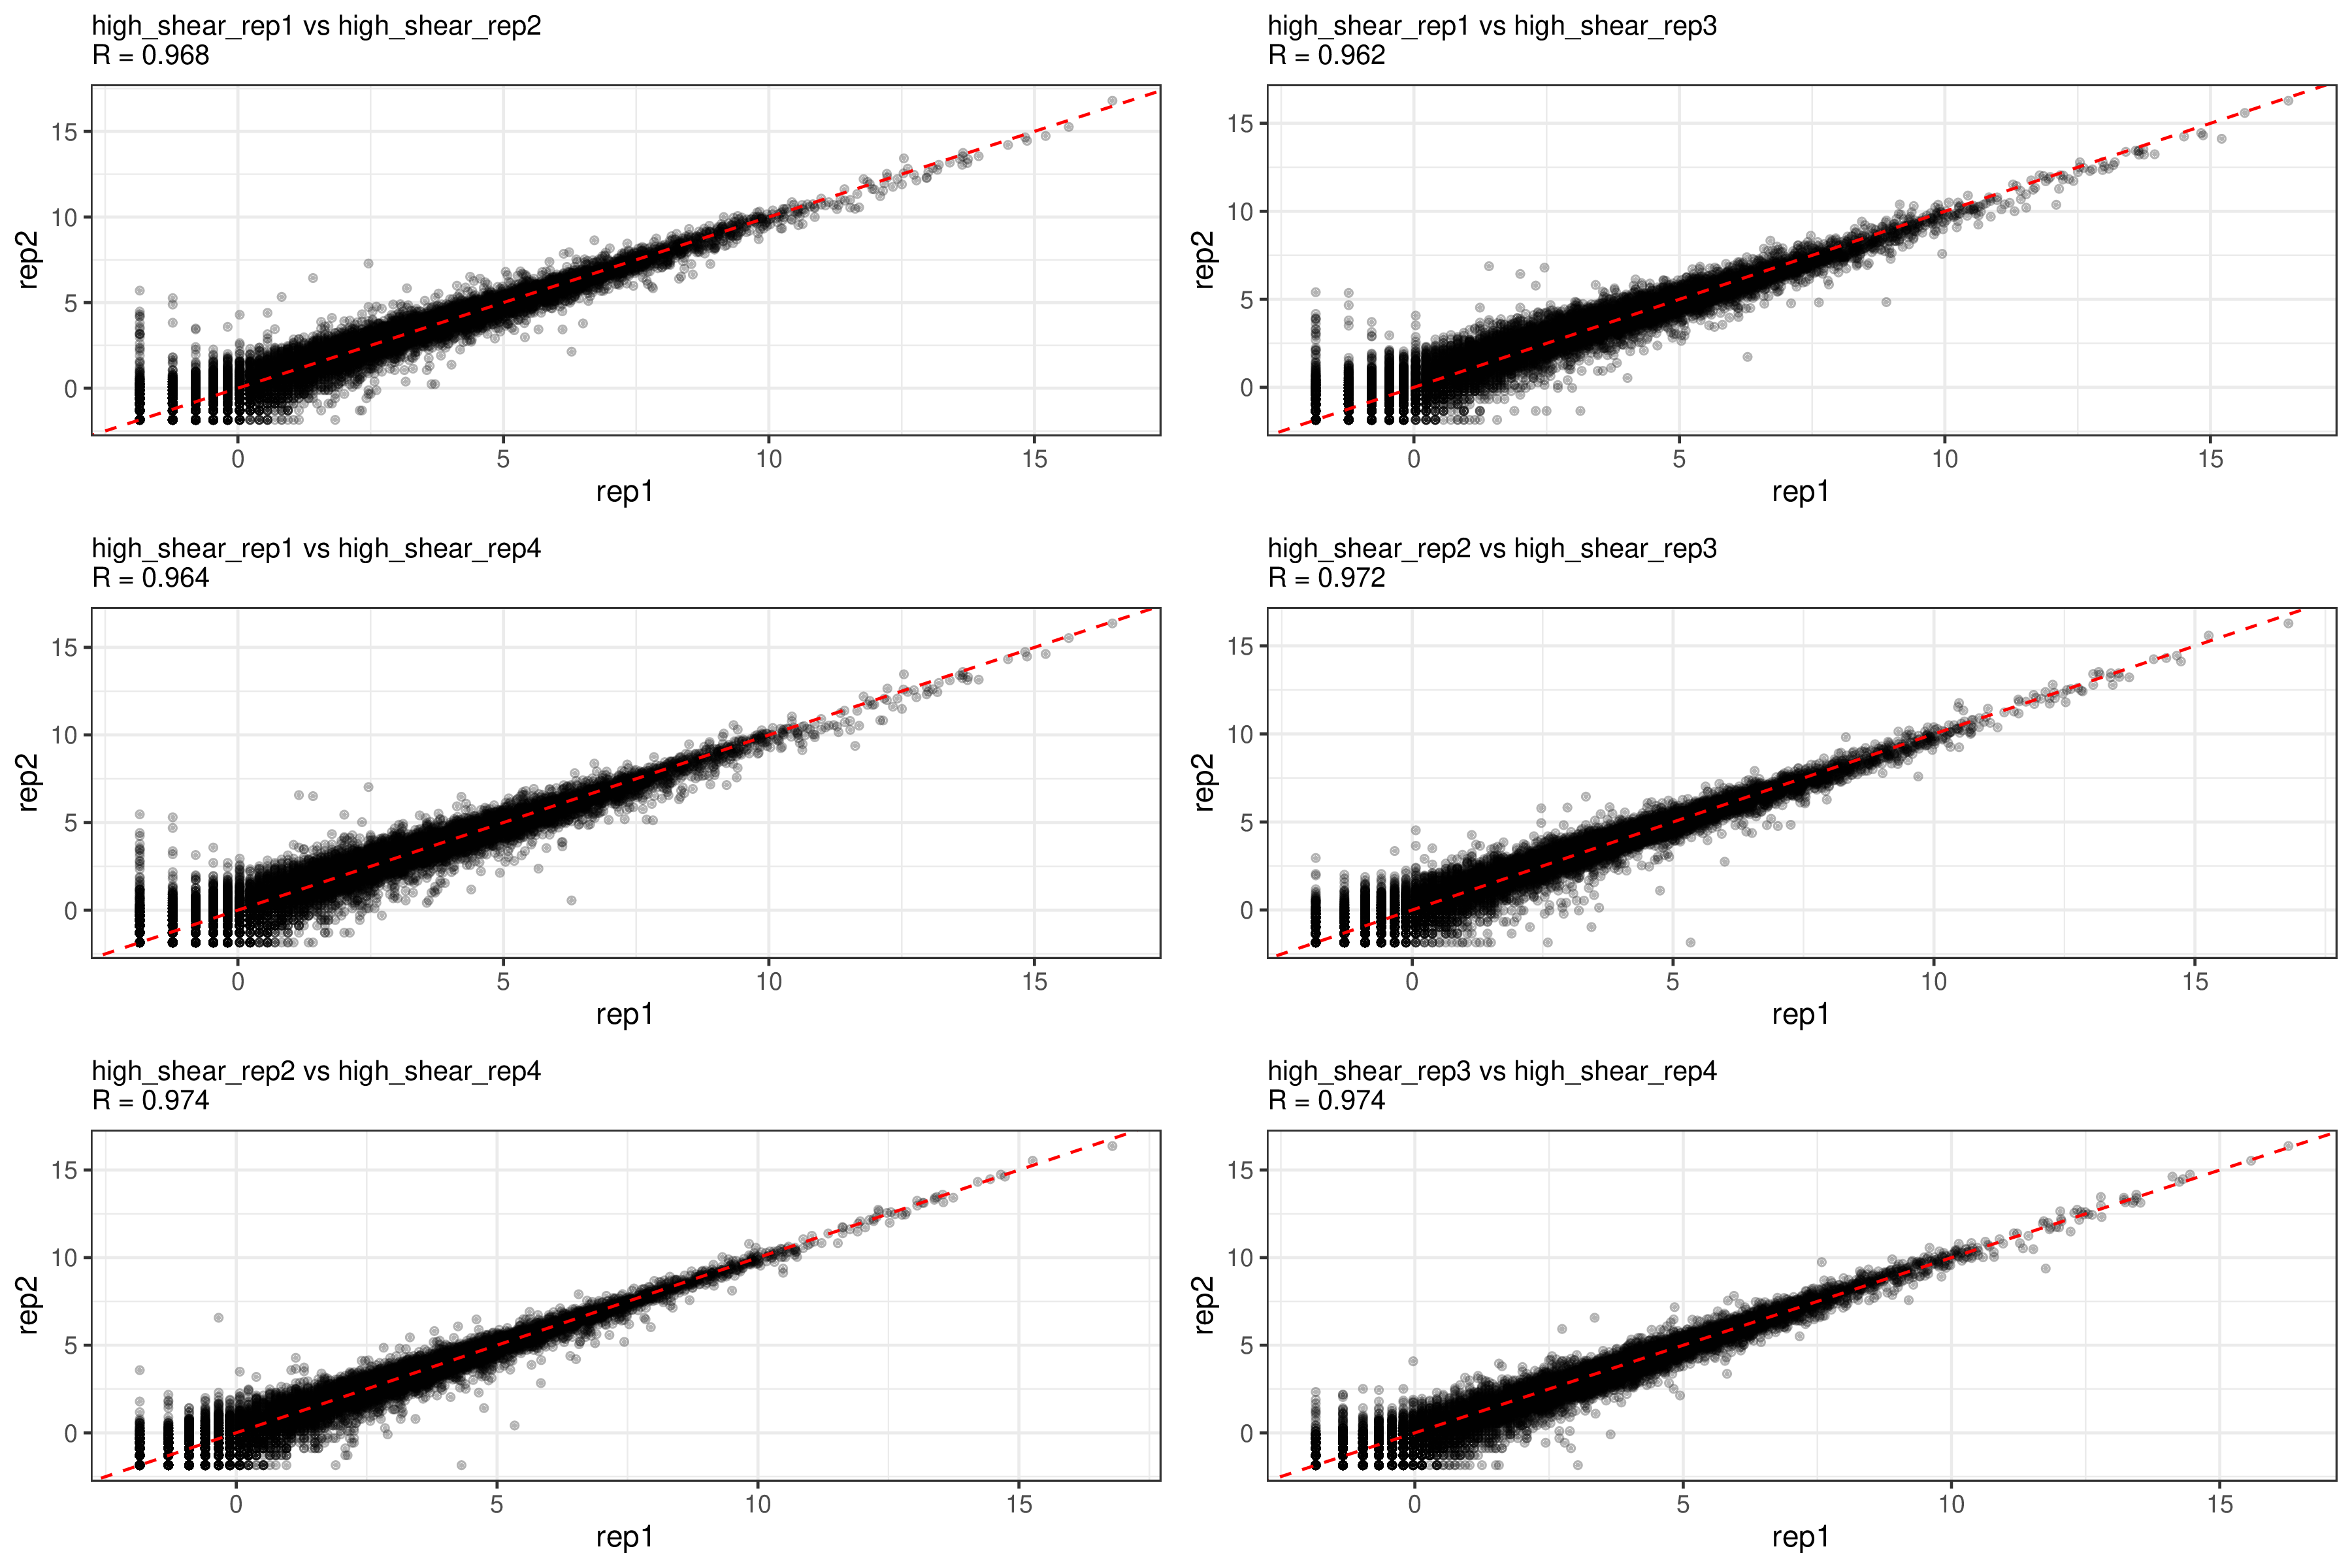 high_shear_rep1 vs high_shear_rep2
R = 0.968
15
10
5
0
rep2
0 5 10 15
rep1
high_shear_rep1 vs high_shear_rep3
R = 0.962
15
10
5
0
rep2
0 5 10 15
rep1
high_shear_rep1 vs high_shear_rep4
R = 0.964
15
10
5
0
rep2
0 5 10 15
rep1
high_shear_rep2 vs high_shear_rep3
R = 0.972
15
10
5
0
rep2
0 5 10 15
rep1
high_shear_rep2 vs high_shear_rep4
R = 0.974
15
10
5
0
rep2
0 5 10 15
rep1
high_shear_rep3 vs high_shear_rep4
R = 0.974
15
10
5
0
rep2
0 5 10 15
rep1